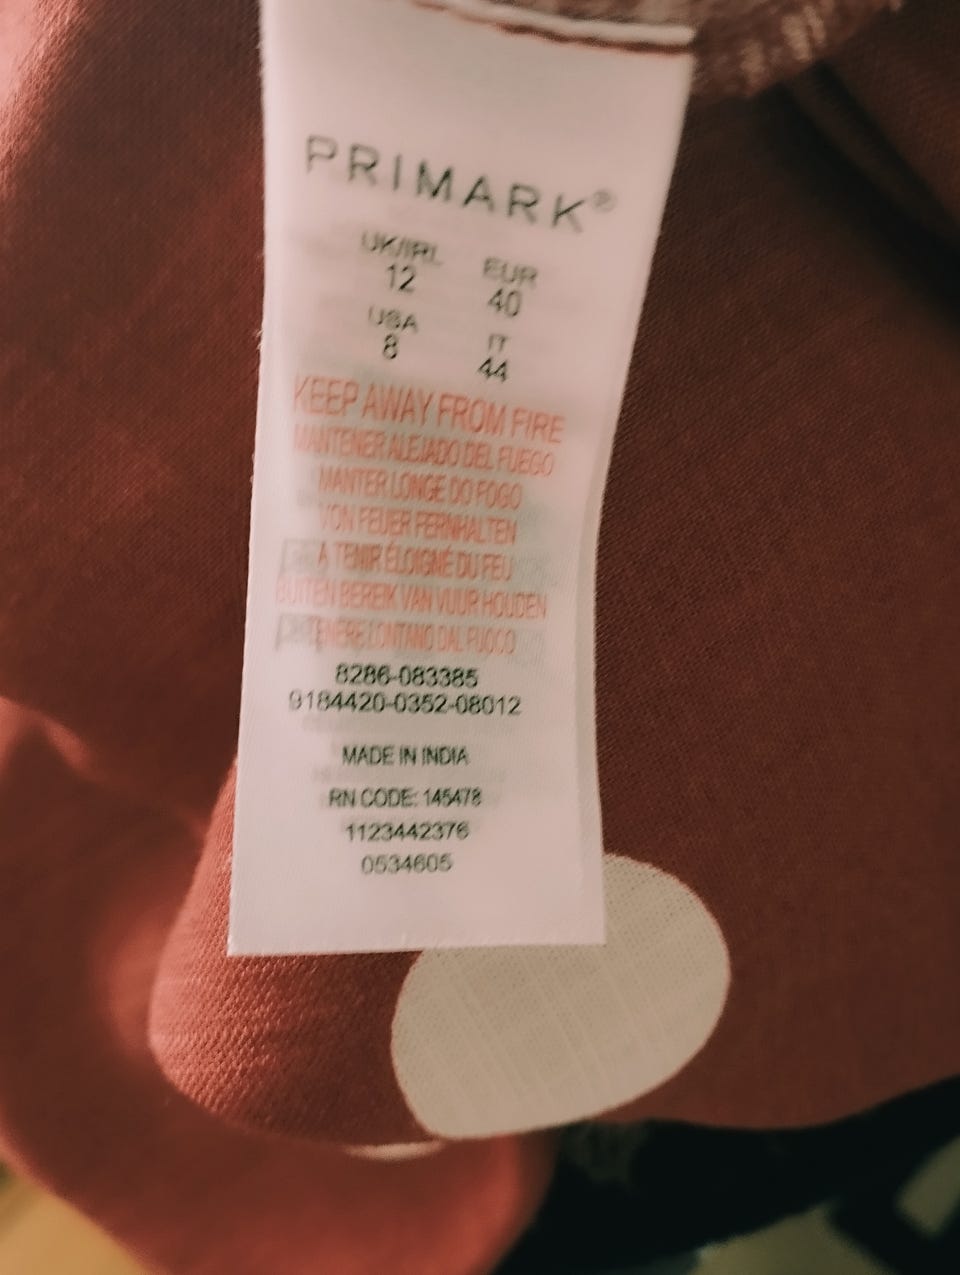 PRIMARK®
UK/IRL EUR
12 40
USA IT
8 44
KEEP AWAY FROM FIRE
MANTENER ALEJADO DEL FUEGO
MANTER LONGE DO FOGO
VON FEUER FERNHALTEN
À TENIR ÉLOIGNÉ DU FEU
BUITEN BEREIK VAN VUUR HOUDEN
TENERE LONTANO DAL FUOCO
8286-083385
9184420-0352-08012
MADE IN INDIA
RN CODE: 145478
1123442376
0534605